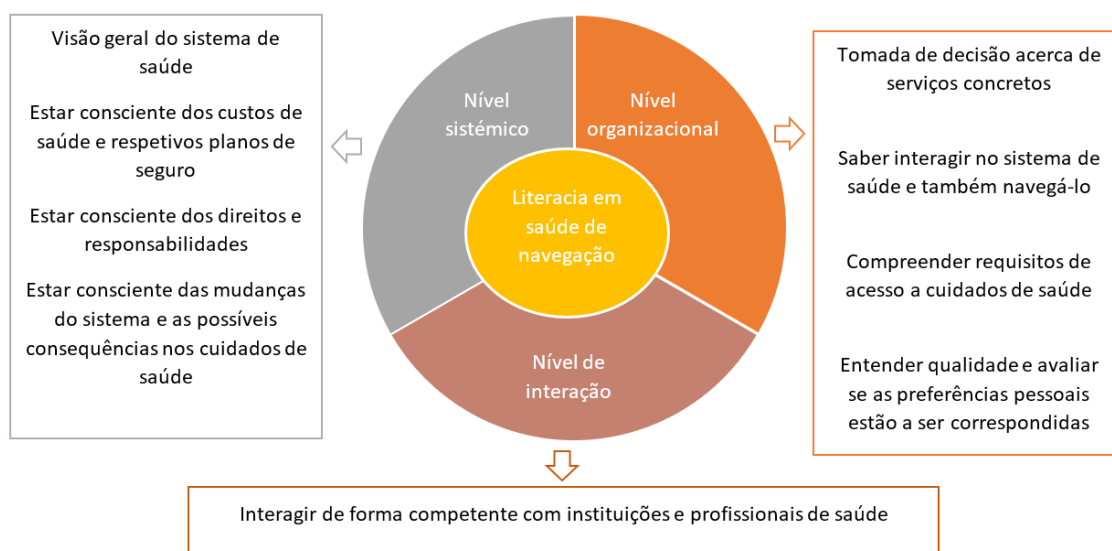 Visão geral do sistema de
saúde
Estar consciente dos custos de
saúde e respetivos planos de
seguro
Estar consciente dos direitos e
responsabilidades
Estar consciente das mudanças
do sistema e as possíveis
consequências nos cuidados de
saúde
Nível
sistémico
Nível
organizacional
Literacia em
saúde de
navegação
Nível de
interação
Tomada de decisão acerca de
serviços concretos
Saber interagir no sistema de
saúde e também navegá-lo
Compreender requisitos de
acesso a cuidados de saúde
Entender qualidade e avaliar
se as preferências pessoais
estão a ser correspondidas
Interagir de forma competente com instituições e profissionais de saúde